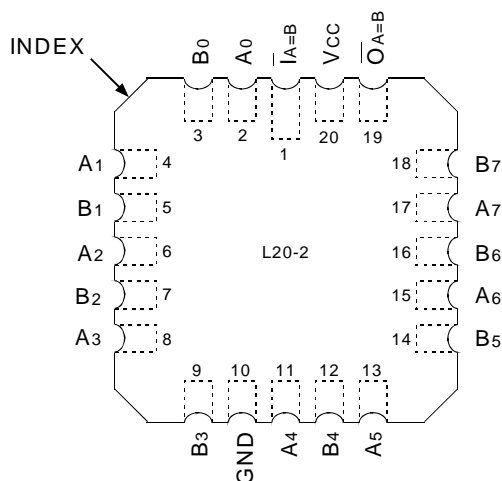 INDEX
B0 A0 I̅A=B VCC O̅A=B
3 2 1 20 19
A1 4 18 B7
B1 5 17 A7
A2 6 L20-2 16 B6
B2 7 15 A6
A3 8 14 B5
9 10 11 12 13
B3 GND A4 B4 A5